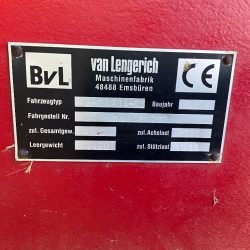 BvL
van Lengerich
Maschinenfabrik
48488 Emsbüren
CE
Fahrzeugtyp Baujahr
Fahrgestell Nr.
zul. Gesamtgew. zul. Achslast
Leergewicht zul. Stützlast